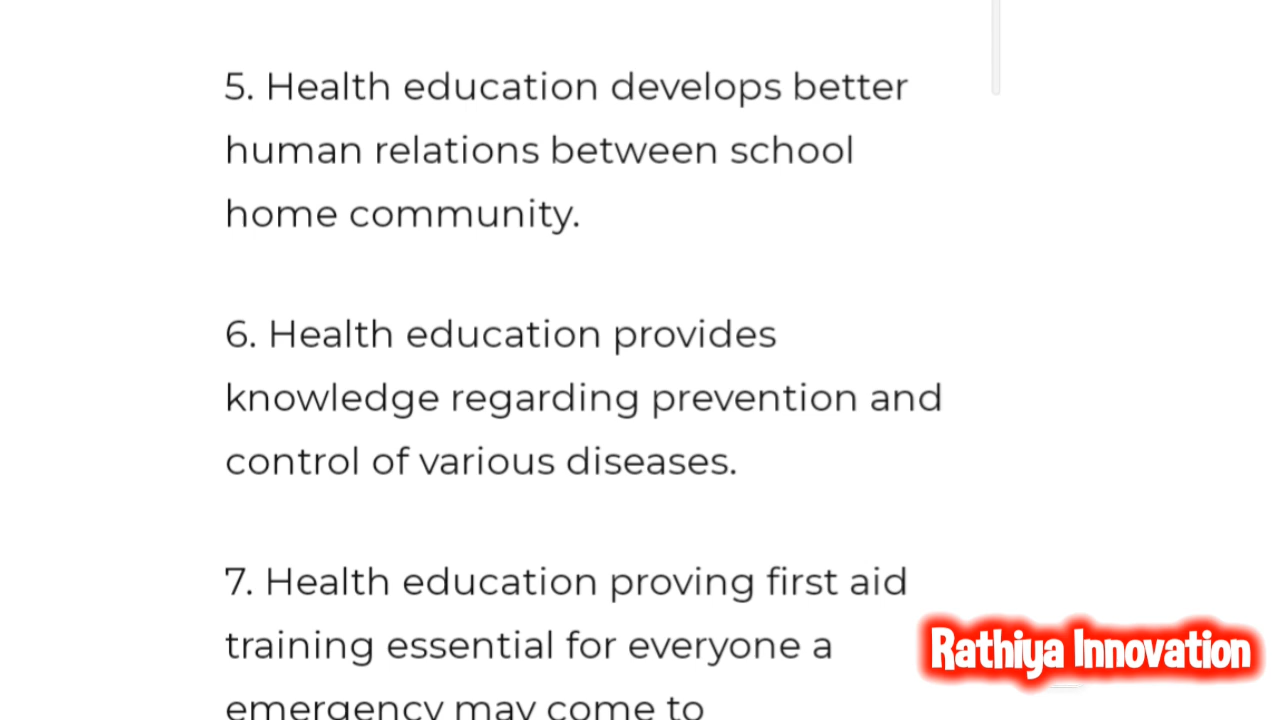 5. Health education develops better
human relations between school
home community.
6. Health education provides
knowledge regarding prevention and
control of various diseases.
7. Health education proving first aid
training essential for everyone a
Rathiya Innovation
emergency may come to